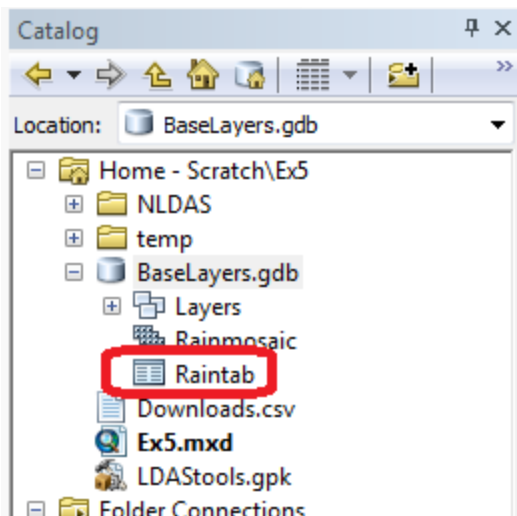 Catalog
Location: BaseLayers.gdb
Home - Scratch\Ex5
NLDAS
temp
BaseLayers.gdb
Layers
Rainmosaic
Raintab
Downloads.csv
Ex5.mxd
LDAStools.gpk
Folder Connections